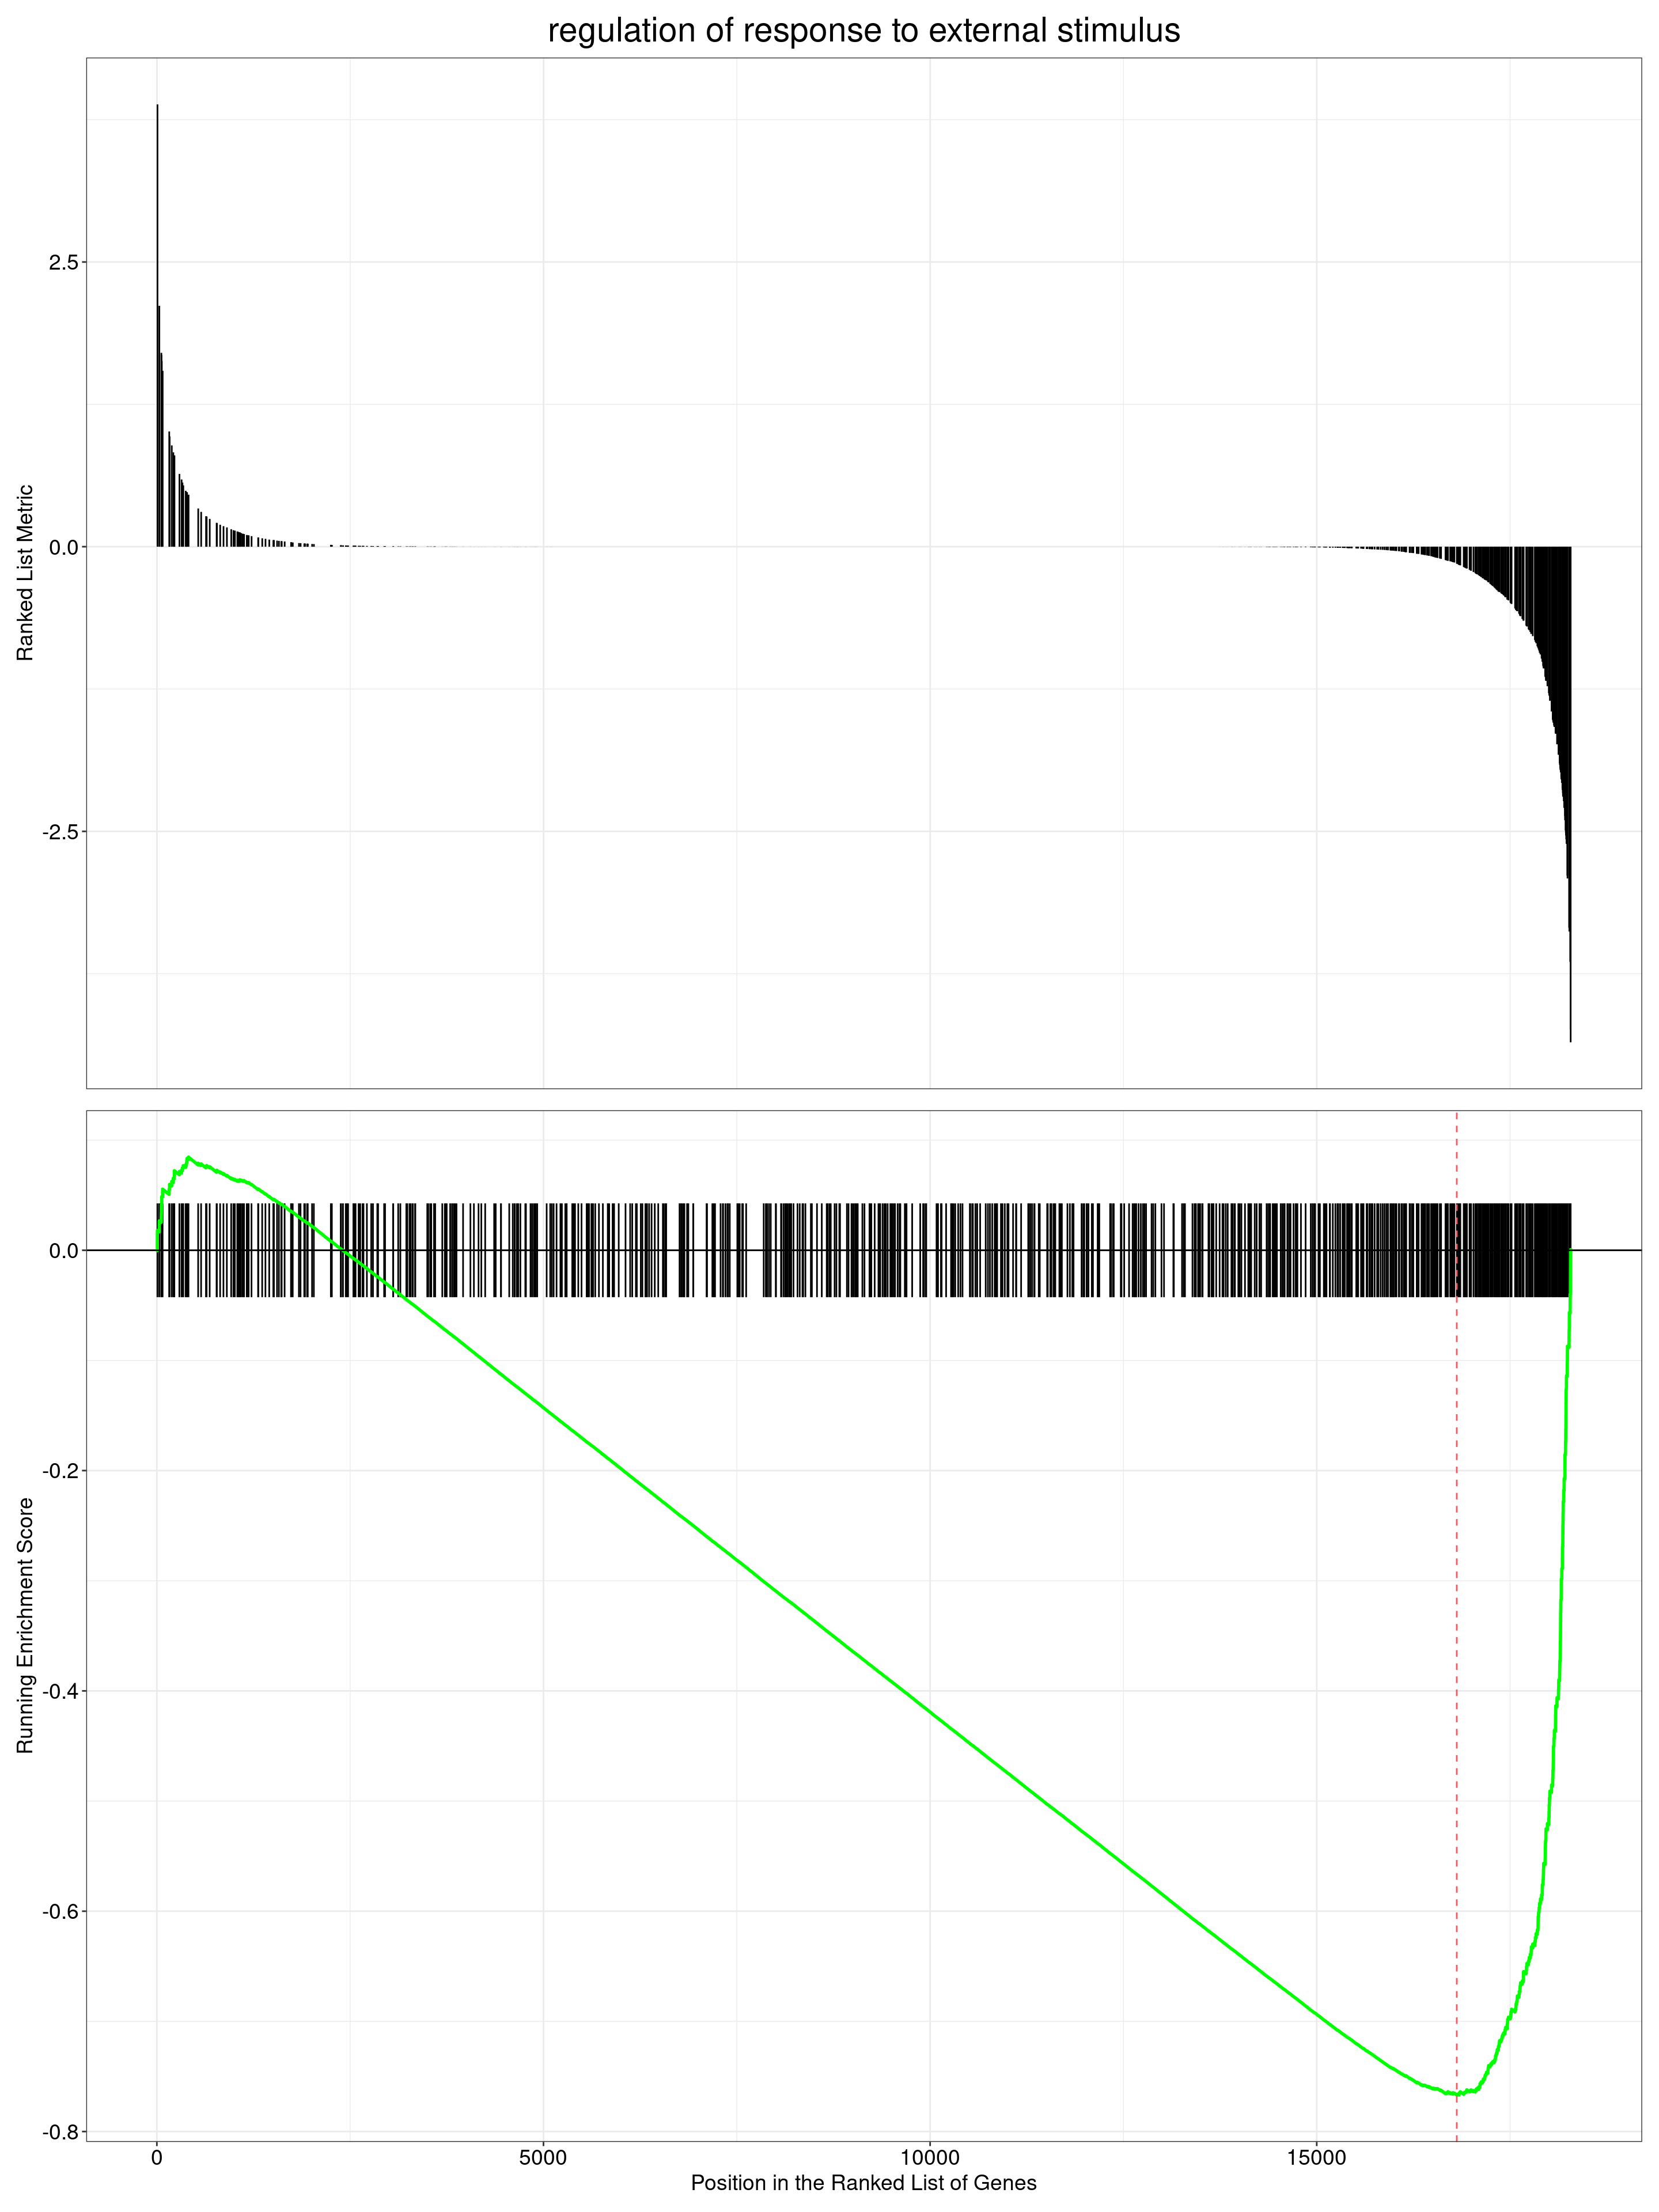 regulation of response to external stimulus
Ranked List Metric
2.5
0.0
-2.5
Running Enrichment Score
0.0
-0.2
-0.4
-0.6
-0.8
0 5000 10000 15000
Position in the Ranked List of Genes